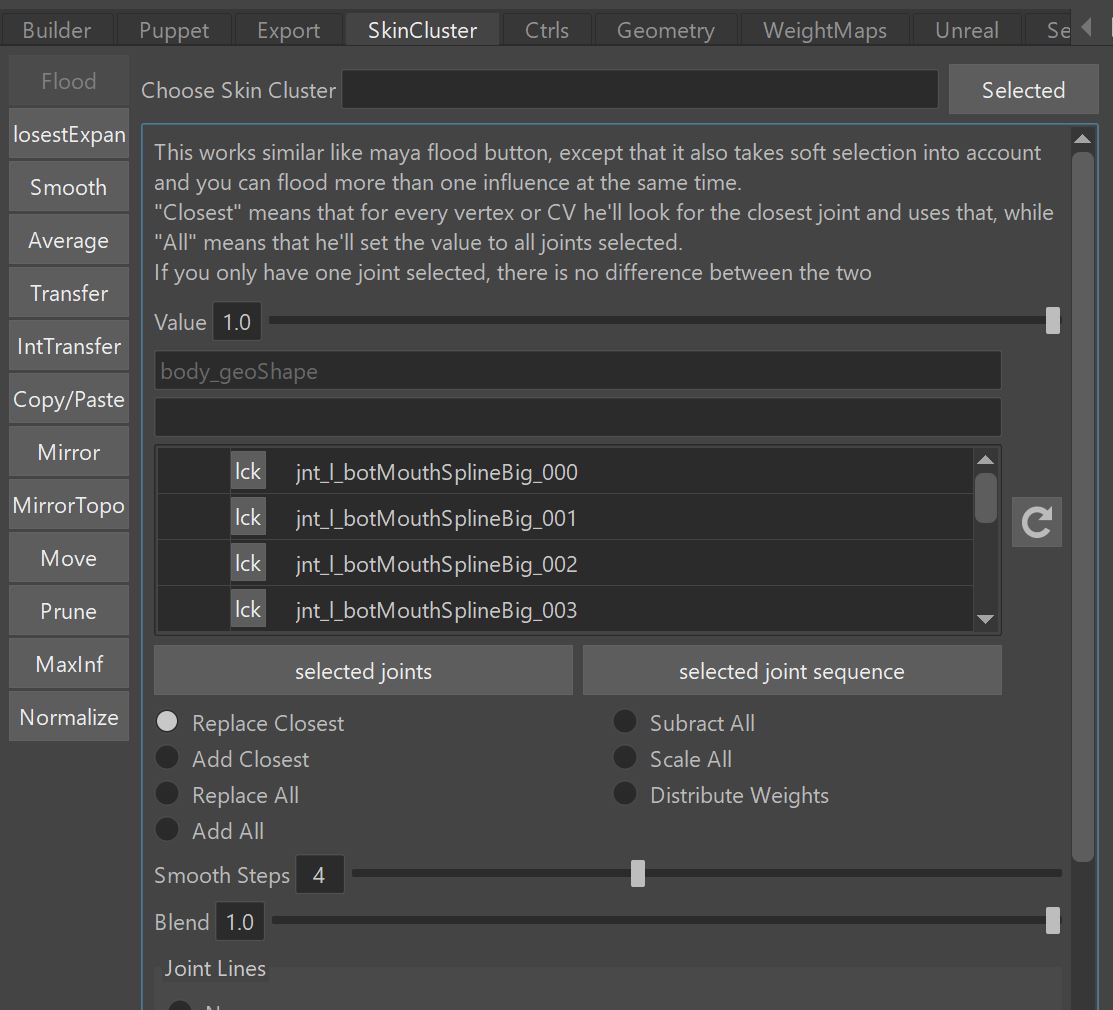 Builder Puppet Export SkinCluster Ctrls Geometry WeightMaps Unreal Se
Flood
Choose Skin Cluster Selected
losestExpan
Smooth
Average
Transfer
IntTransfer
Copy/Paste
Mirror
MirrorTopo
Move
Prune
MaxInf
Normalize
This works similar like maya flood button, except that it also takes soft selection into account
and you can flood more than one influence at the same time.
"Closest" means that for every vertex or CV he'll look for the closest joint and uses that, while
"All" means that he'll set the value to all joints selected.
If you only have one joint selected, there is no difference between the two
Value 1.0
body_geoShape
lck jnt_l_botMouthSplineBig_000
lck jnt_l_botMouthSplineBig_001
lck jnt_l_botMouthSplineBig_002
lck jnt_l_botMouthSplineBig_003
selected joints selected joint sequence
Replace Closest
Add Closest
Replace All
Add All
Subract All
Scale All
Distribute Weights
Smooth Steps 4
Blend 1.0
Joint Lines